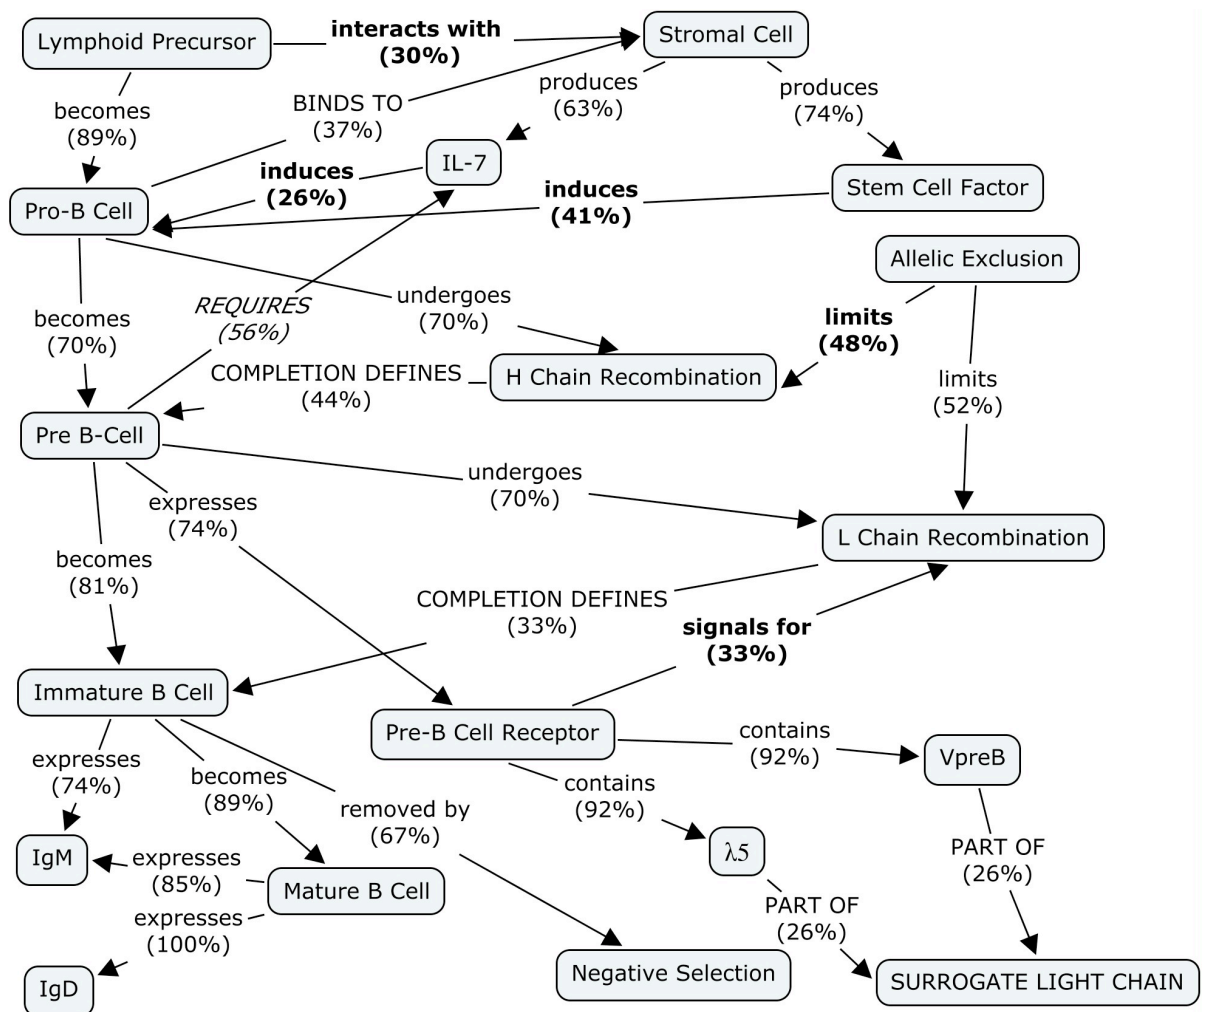 Lymphoid Precursor
interacts with
(30%)
Stromal Cell
becomes
(89%)
BINDS TO
(37%)
produces
(63%)
produces
(74%)
IL-7
induces
(26%)
induces
(41%)
Stem Cell Factor
Pro-B Cell
Allelic Exclusion
becomes
(70%)
REQUIRES
(56%)
undergoes
(70%)
limits
(48%)
COMPLETION DEFINES
(44%)
H Chain Recombination
limits
(52%)
Pre B-Cell
expresses
(74%)
undergoes
(70%)
L Chain Recombination
becomes
(81%)
COMPLETION DEFINES
(33%)
signals for
(33%)
Immature B Cell
Pre-B Cell Receptor
contains
(92%)
VpreB
expresses
(74%)
becomes
(89%)
removed by
(67%)
contains
(92%)
IgM
λ5
PART OF
(26%)
expresses
(85%)
Mature B Cell
PART OF
(26%)
expresses
(100%)
IgD
Negative Selection
SURROGATE LIGHT CHAIN